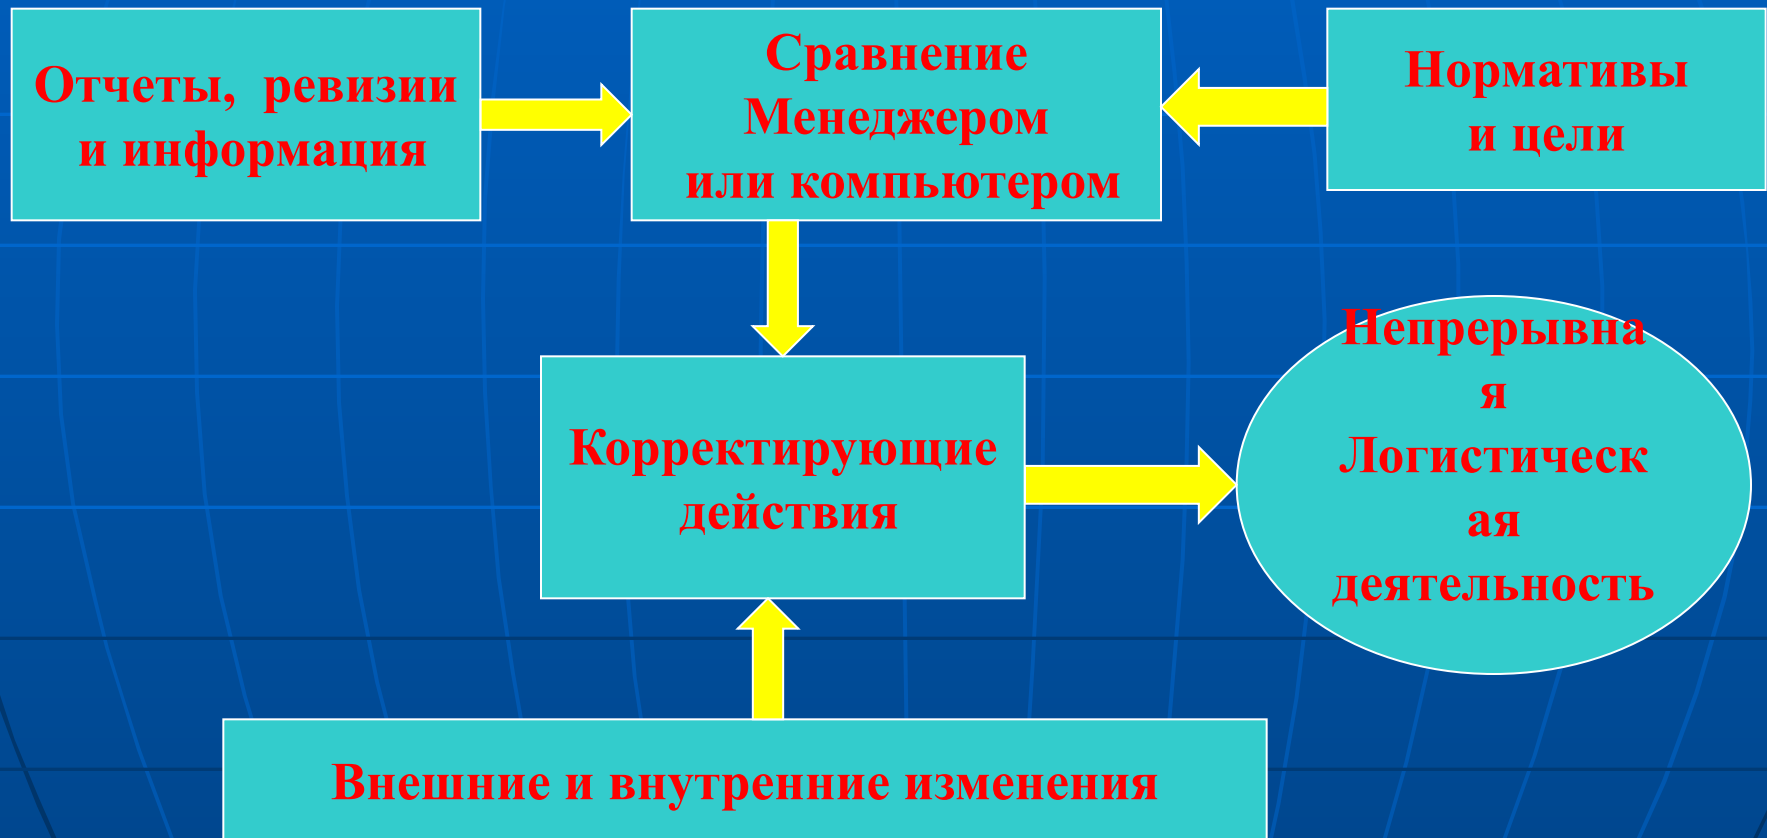 Отчеты, ревизии
и информация
Сравнение
Менеджером
или компьютером
Нормативы
и цели
Корректирующие
действия
Непрерывна
я
Логистическ
ая
деятельность
Внешние и внутренние изменения